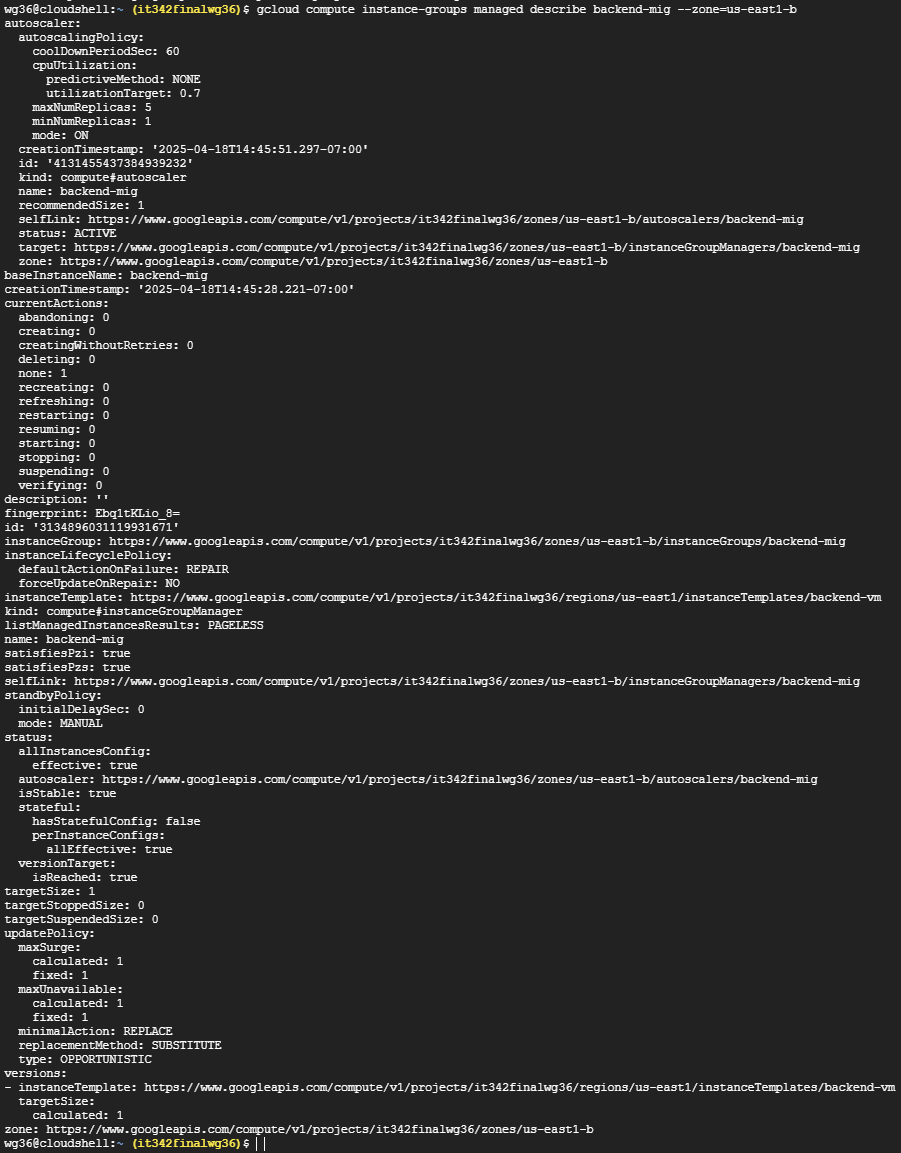 wg36@cloudshell:~ (it342finalwg36)$ gcloud compute instance-groups managed describe backend-mig --zone=us-east1-b
autoscaler:
  autoscalingPolicy:
    coolDownPeriodSec: 60
    cpuUtilization:
      predictiveMethod: NONE
      utilizationTarget: 0.7
    maxNumReplicas: 5
    minNumReplicas: 1
    mode: ON
  creationTimestamp: '2025-04-18T14:45:51.297-07:00'
  id: '4131455437384939232'
  kind: compute#autoscaler
  name: backend-mig
  recommendedSize: 1
  selfLink: https://www.googleapis.com/compute/v1/projects/it342finalwg36/zones/us-east1-b/autoscalers/backend-mig
  status: ACTIVE
  target: https://www.googleapis.com/compute/v1/projects/it342finalwg36/zones/us-east1-b/instanceGroupManagers/backend-mig
  zone: https://www.googleapis.com/compute/v1/projects/it342finalwg36/zones/us-east1-b
baseInstanceName: backend-mig
creationTimestamp: '2025-04-18T14:45:28.221-07:00'
currentActions:
  abandoning: 0
  creating: 0
  creatingWithoutRetries: 0
  deleting: 0
  none: 1
  recreating: 0
  refreshing: 0
  restarting: 0
  resuming: 0
  starting: 0
  stopping: 0
  suspending: 0
  verifying: 0
description: ''
fingerprint: Ebq1tKLio_8=
id: '3134896031119931671'
instanceGroup: https://www.googleapis.com/compute/v1/projects/it342finalwg36/zones/us-east1-b/instanceGroups/backend-mig
instanceLifecyclePolicy:
  defaultActionOnFailure: REPAIR
  forceUpdateOnRepair: NO
instanceTemplate: https://www.googleapis.com/compute/v1/projects/it342finalwg36/regions/us-east1/instanceTemplates/backend-vm
kind: compute#instanceGroupManager
listManagedInstancesResults: PAGELESS
name: backend-mig
satisfiesPzi: true
satisfiesPzs: true
selfLink: https://www.googleapis.com/compute/v1/projects/it342finalwg36/zones/us-east1-b/instanceGroupManagers/backend-mig
standbyPolicy:
  initialDelaySec: 0
  mode: MANUAL
status:
  allInstancesConfig:
    effective: true
  autoscaler: https://www.googleapis.com/compute/v1/projects/it342finalwg36/zones/us-east1-b/autoscalers/backend-mig
  isStable: true
  stateful:
    hasStatefulConfig: false
    perInstanceConfigs:
      allEffective: true
  versionTarget:
    isReached: true
targetSize: 1
targetStoppedSize: 0
targetSuspendedSize: 0
updatePolicy:
  maxSurge:
    calculated: 1
    fixed: 1
  maxUnavailable:
    calculated: 1
    fixed: 1
  minimalAction: REPLACE
  replacementMethod: SUBSTITUTE
  type: OPPORTUNISTIC
versions:
- instanceTemplate: https://www.googleapis.com/compute/v1/projects/it342finalwg36/regions/us-east1/instanceTemplates/backend-vm
  targetSize:
    calculated: 1
zone: https://www.googleapis.com/compute/v1/projects/it342finalwg36/zones/us-east1-b
wg36@cloudshell:~ (it342finalwg36)$